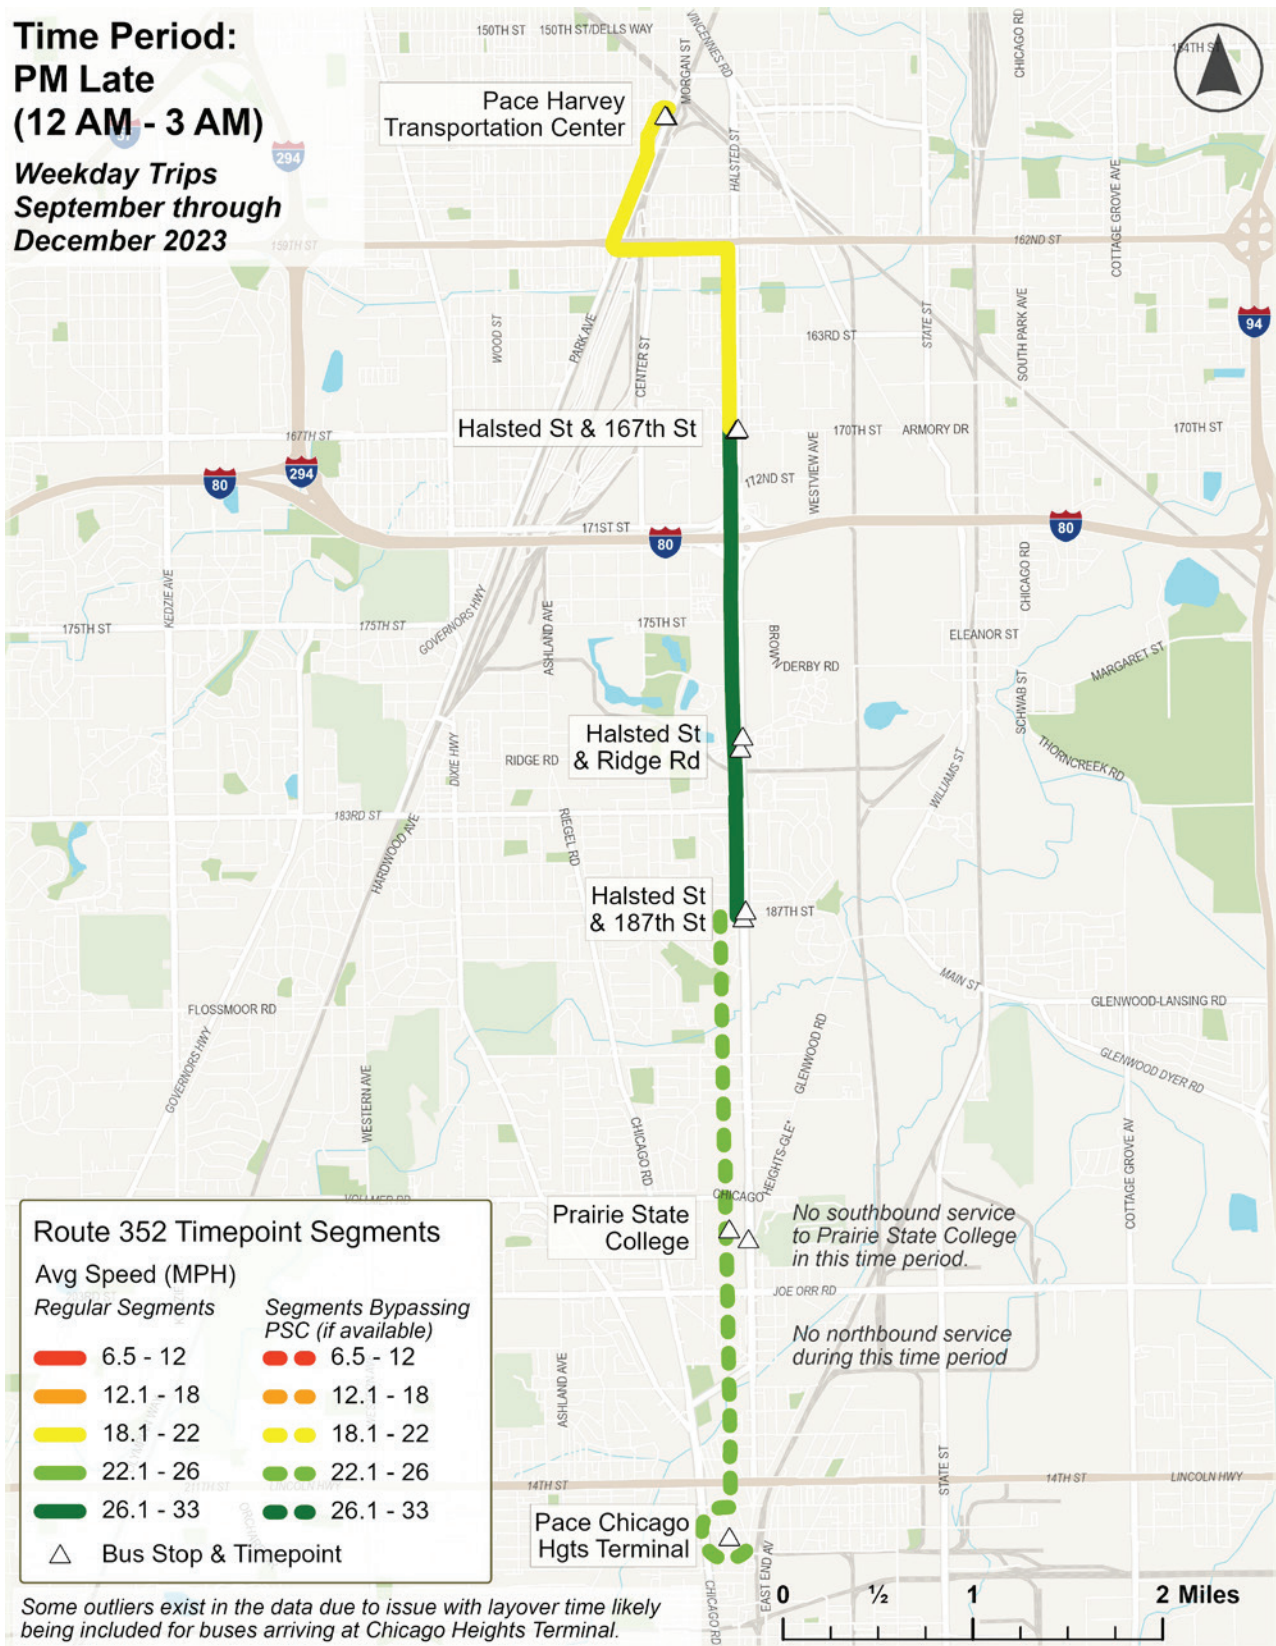 Time Period:
PM Late
(12 AM - 3 AM)
Weekday Trips
September through
December 2023
150TH ST
150TH ST/DELLS WAY
MORGAN ST
VINCENNES RD
CHICAGO RD
154TH ST
Pace Harvey
Transportation Center
57
294
HALSTED ST
COTTAGE GROVE AVE
159TH ST
162ND ST
WOOD ST
PARK AVE
CENTER ST
163RD ST
STATE ST
SOUTH PARK AVE
94
Halsted St & 167th St
167TH ST
170TH ST
ARMORY DR
170TH ST
80
294
172ND ST
WESTVIEW AVE
171ST ST
80
80
KEDZIE AVE
GOVERNORS HWY
ASHLAND AVE
CHICAGO RD
175TH ST
175TH ST
175TH ST
BROWN
DERBY RD
ELEANOR ST
MARGARET ST
SCHWAB ST
THORNCREEK RD
Halsted St
& Ridge Rd
DIXIE HWY
RIDGE RD
WILLIAMS ST
183RD ST
HARDWOOD AVE
RIEGEL RD
Halsted St
& 187th St
187TH ST
MAIN ST
FLOSSMOOR RD
GLENWOOD-LANSING RD
GOVERNORS HWY
WESTERN AVE
GLENWOOD RD
GLENWOOD DYER RD
CHICAGO RD
HEIGHTS-GLE*
COTTAGE GROVE AV
CHICAGO
VOLLMER RD
Prairie State
College
No southbound service
to Prairie State College
in this time period.
JOE ORR RD
No northbound service
during this time period
ASHLAND AVE
STATE ST
14TH ST
14TH ST
LINCOLN HWY
Pace Chicago
Hgts Terminal
EAST END AV
CHICAGO RD
Route 352 Timepoint Segments
Avg Speed (MPH)
Regular Segments
Segments Bypassing
PSC (if available)
6.5 - 12
6.5 - 12
12.1 - 18
12.1 - 18
18.1 - 22
18.1 - 22
22.1 - 26
22.1 - 26
211TH ST
LINCOLN HWY
26.1 - 33
26.1 - 33
Bus Stop & Timepoint
0
½
1
2 Miles
Some outliers exist in the data due to issue with layover time likely
being included for buses arriving at Chicago Heights Terminal.